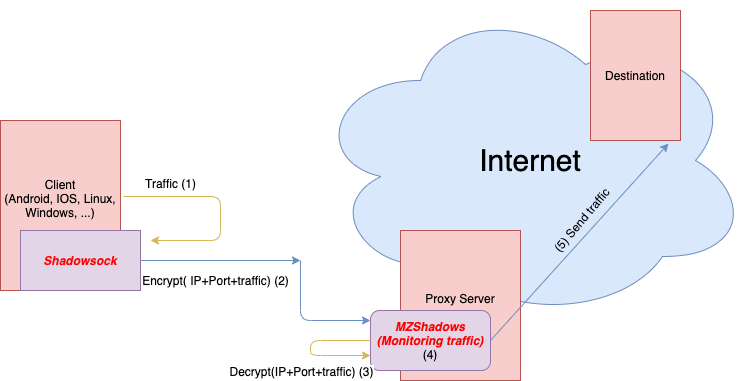 Destination
Internet
Client
(Android, IOS, Linux,
Windows, ...)
Traffic (1)
Shadowsock
Encrypt( IP+Port+traffic) (2)
(5) Send traffic
Proxy Server
MZShadows
(Monitoring traffic)
(4)
Decrypt(IP+Port+traffic) (3)